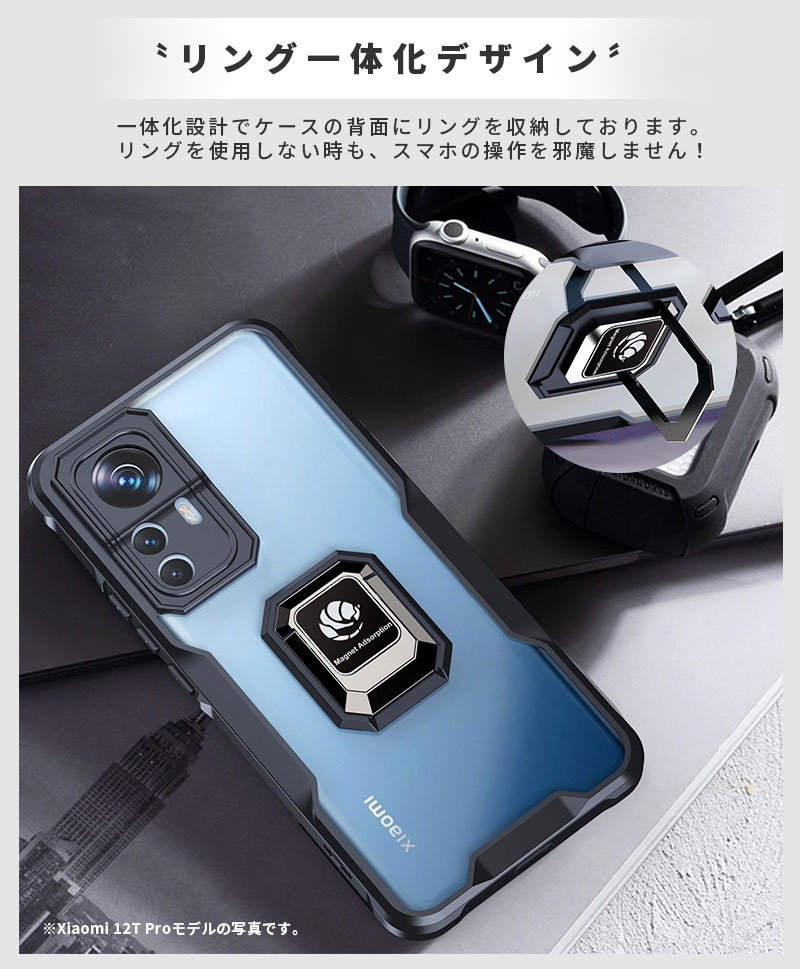 〝リング一体化デザイン〞
一体化設計でケースの背面にリングを収納しております。
リングを使用しない時も、スマホの操作を邪魔しません！
Magnet Adsorption
Magnet Adsorption
xiaomi
※Xiaomi 12T Proモデルの写真です。